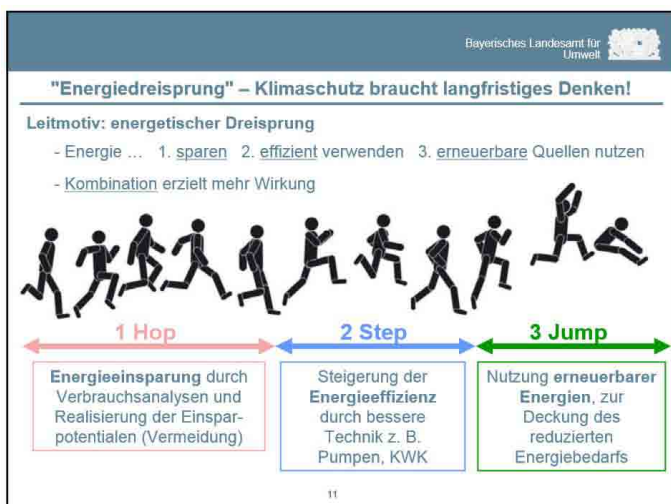 Bayerisches Landesamt für
Umwelt
"Energiedreisprung" – Klimaschutz braucht langfristiges Denken!
Leitmotiv: energetischer Dreisprung
- Energie … 1. sparen 2. effizient verwenden 3. erneuerbare Quellen nutzen
- Kombination erzielt mehr Wirkung
1 Hop
2 Step
3 Jump
Energieeinsparung durch
Verbrauchsanalysen und
Realisierung der Einspar-
potentialen (Vermeidung)
Steigerung der
Energieeffizienz
durch bessere
Technik z. B.
Pumpen, KWK
Nutzung erneuerbarer
Energien, zur
Deckung des
reduzierten
Energiebedarfs
11